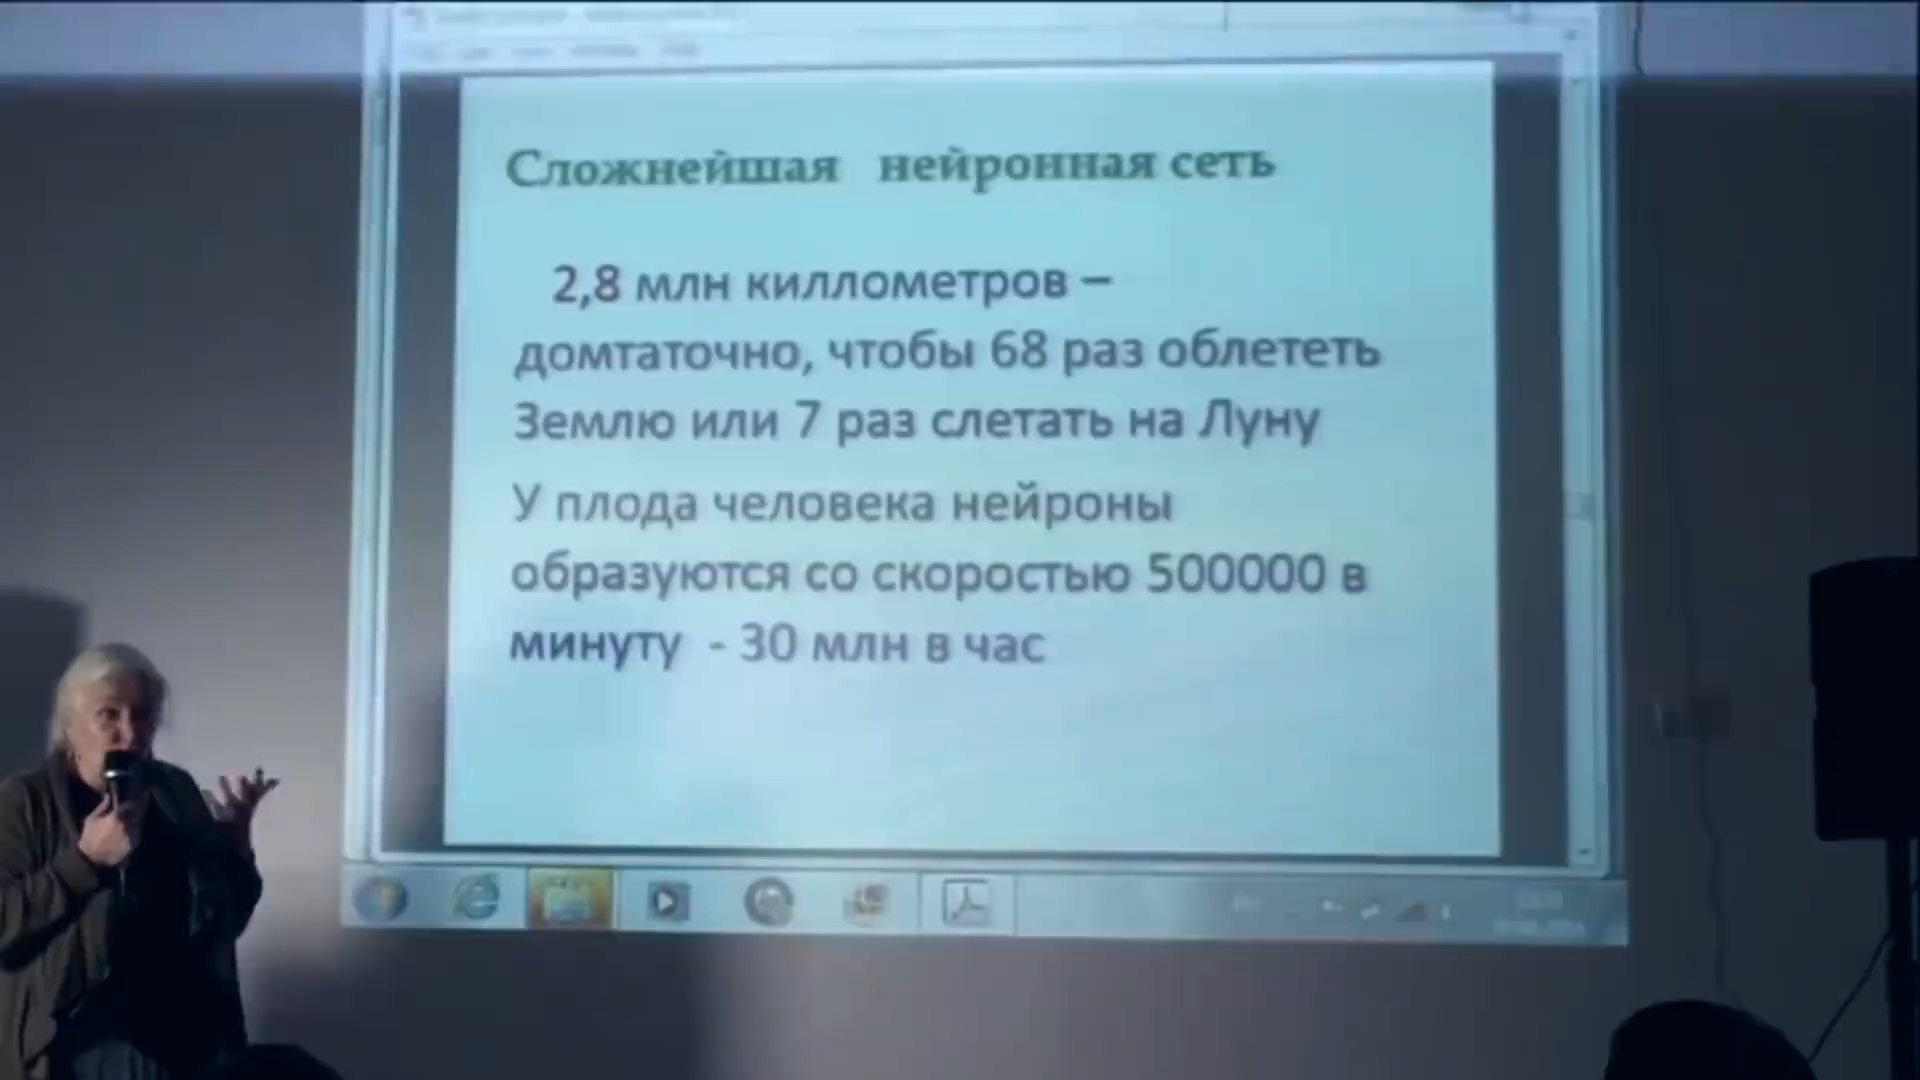 Сложнейшая нейронная сеть
2,8 млн киллометров –
домтаточно, чтобы 68 раз облететь
Землю или 7 раз слетать на Луну
У плода человека нейроны
образуются со скоростью 500000 в
минуту - 30 млн в час